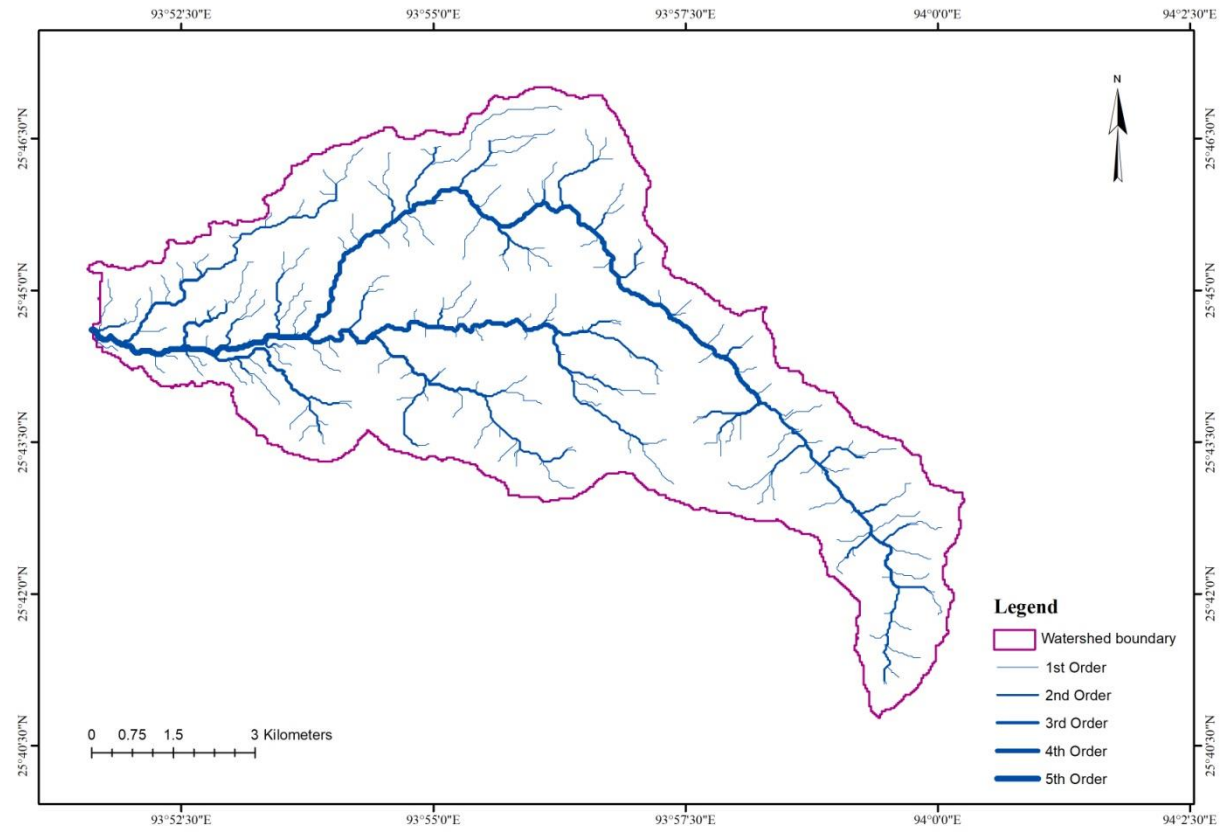 93°52'30"E 93°55'0"E 93°57'30"E 94°0'0"E 94°2'30"E
N
25°46'30"N 25°46'30"N
25°45'0"N 25°45'0"N
25°43'30"N 25°43'30"N
25°42'0"N 25°42'0"N
25°40'30"N 25°40'30"N
Legend
Watershed boundary
1st Order
2nd Order
3rd Order
4th Order
5th Order
0 0.75 1.5 3 Kilometers
93°52'30"E 93°55'0"E 93°57'30"E 94°0'0"E 94°2'30"E